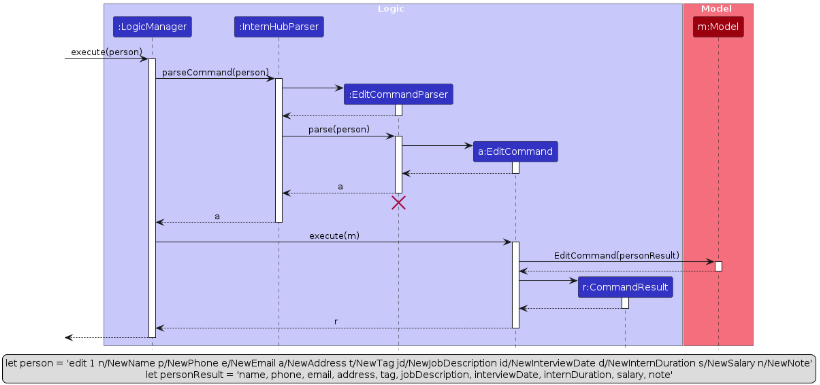 Logic
Model
:LogicManager
:InternHubParser
m:Model
execute(person)
parseCommand(person)
:EditCommandParser
parse(person)
a:EditCommand
a
a
execute(m)
EditCommand(personResult)
r:CommandResult
r
let person = 'edit 1 n/NewName p/NewPhone e/NewEmail a/NewAddress t/NewTag jd/NewJobDescription id/NewInterviewDate d/NewInternDuration s/NewSalary n/NewNote'
let personResult = 'name, phone, email, address, tag, jobDescription, interviewDate, internDuration, salary, note'